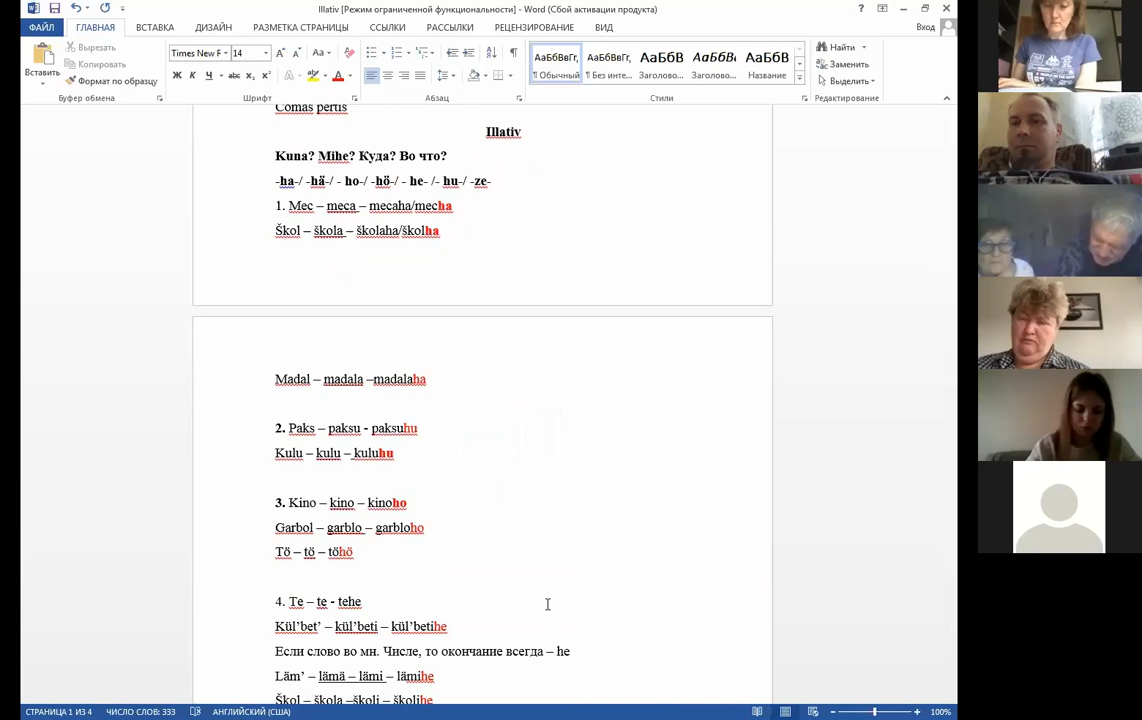 Illativ [Режим ограниченной функциональности] - Word (Сбой активации продукта)
ФАЙЛ ГЛАВНАЯ ВСТАВКА ДИЗАЙН РАЗМЕТКА СТРАНИЦЫ ССЫЛКИ РАССЫЛКИ РЕЦЕНЗИРОВАНИЕ ВИД Вход
Вставить
Вырезать
Копировать
Формат по образцу
Буфер обмена
Times New F 14
Ж К Ч
Шрифт
Абзац
АаБбВвГг, АаБбВвГг, АаБбВ АаБбВвГ АаБбВ
¶ Обычный ¶ Без инте... Заголово... Заголово... Название
Стили
Найти
Заменить
Выделить
Редактирование
Comas pertis
Illativ
Kuna? Mihe? Куда? Во что?
-ha-/ -hä-/ - ho-/ -hö-/ - he- /- hu-/ -ze-
1. Mec – meca – mecaha/mecha
Škol – škola – školaha/školha
Madal – madala –madalaha
2. Paks – paksu - paksuhu
Kulu – kulu – kuluhu
3. Kino – kino – kinoho
Garbol – garblo – garbloho
Tö – tö – töhö
4. Te – te - tehe
Kül’bet’ – kül’beti – kül’betihe
Если слово во мн. Числе, то окончание всегда – he
Läm’ – lämä – lämi – lämihe
Škol – škola –školi – školihe
СТРАНИЦА 1 ИЗ 4 ЧИСЛО СЛОВ: 333 АНГЛИЙСКИЙ (США) 100%